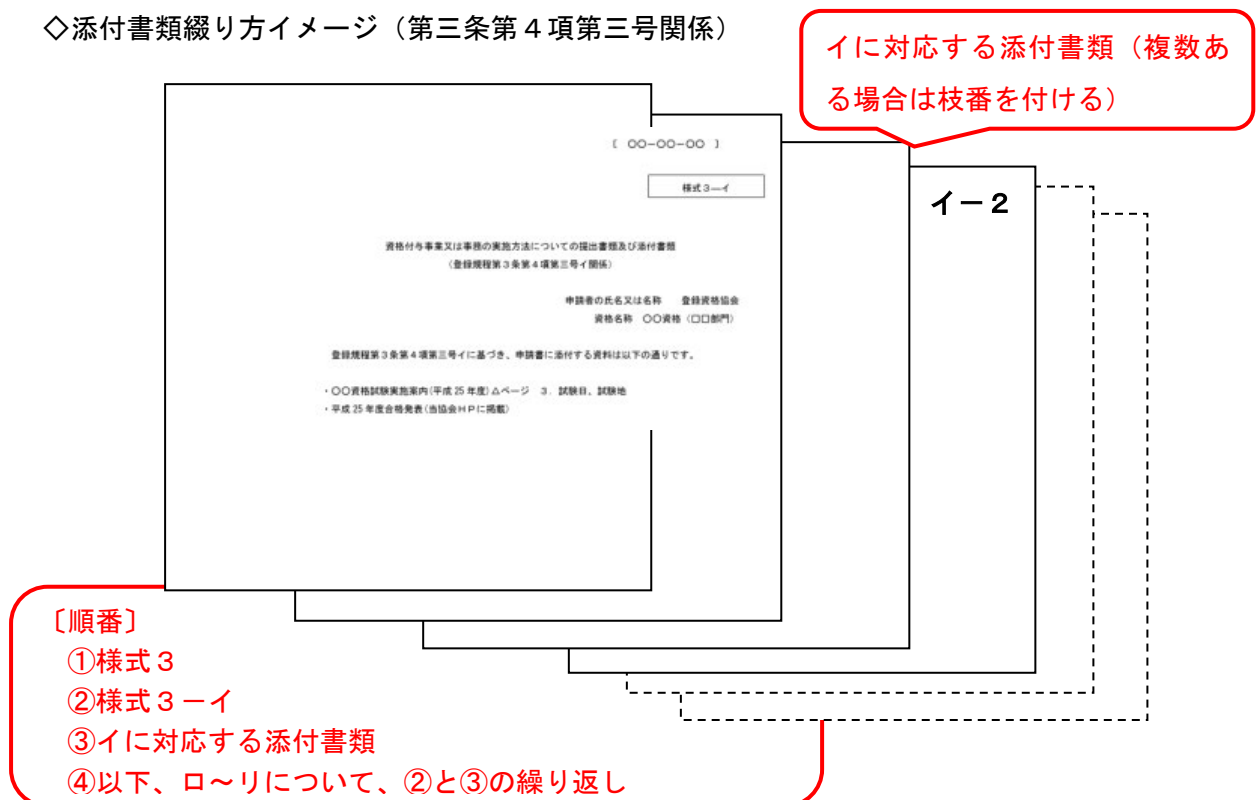 ◇添付書類綴り方イメージ（第三条第４項第三号関係）
イに対応する添付書類（複数あ
る場合は枝番を付ける）
〔 〇〇－〇〇－〇〇 〕
様式３－イ
イ－２
資格付与事業又は事務の実施方法についての提出書類及び添付書類
（登録規程第３条第４項第三号イ関係）
申請者の氏名又は名称　登録資格協会
資格名称　〇〇資格（□□部門）
登録規程第３条第４項第三号イに基づき、申請書に添付する資料は以下の通りです。
・〇〇資格試験実施案内（平成 25 年度）△ページ　３．試験日、試験地
・平成 25 年度合格発表（当協会ＨＰに掲載）
〔順番〕
①様式３
②様式３－イ
③イに対応する添付書類
④以下、ロ～リについて、②と③の繰り返し